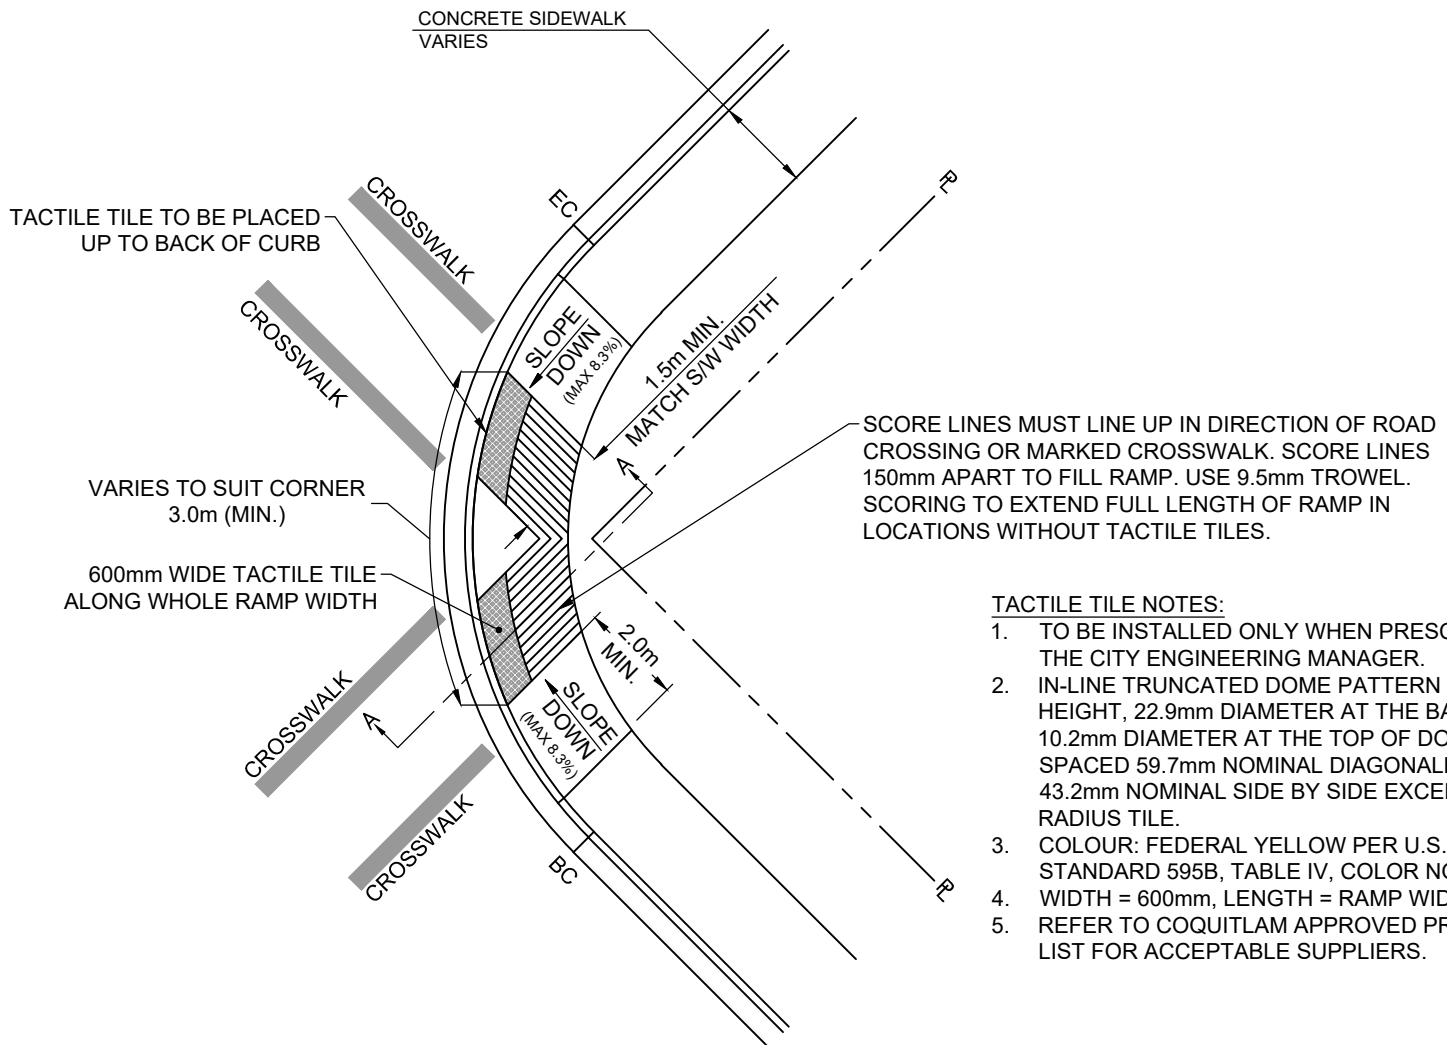 CONCRETE SIDEWALK
VARIES
CROSSWALK
EC
TACTILE TILE TO BE PLACED
UP TO BACK OF CURB
CROSSWALK
SLOPE
DOWN
(MAX 8.3%)
1.5m MIN.
MATCH S/W WIDTH
PL
A
SCORE LINES MUST LINE UP IN DIRECTION OF ROAD
CROSSING OR MARKED CROSSWALK. SCORE LINES
150mm APART TO FILL RAMP. USE 9.5mm TROWEL.
SCORING TO EXTEND FULL LENGTH OF RAMP IN
LOCATIONS WITHOUT TACTILE TILES.
VARIES TO SUIT CORNER
3.0m (MIN.)
600mm WIDE TACTILE TILE
ALONG WHOLE RAMP WIDTH
2.0m
MIN.
SLOPE
DOWN
(MAX 8.3%)
A
CROSSWALK
CROSSWALK
BC
PL
TACTILE TILE NOTES:
1. TO BE INSTALLED ONLY WHEN
THE CITY ENGINEERING MANAGER.
2. IN-LINE TRUNCATED DOME PATTERN
HEIGHT, 22.9mm DIAMETER AT THE
10.2mm DIAMETER AT THE TOP OF
SPACED 59.7mm NOMINAL
43.2mm NOMINAL SIDE BY SIDE
RADIUS TILE.
3. COLOUR: FEDERAL YELLOW PER U.S.
STANDARD 595B, TABLE IV, COLOR
4. WIDTH = 600mm, LENGTH = RAMP
5. REFER TO COQUITLAM APPROVED
LIST FOR ACCEPTABLE SUPPLIERS.